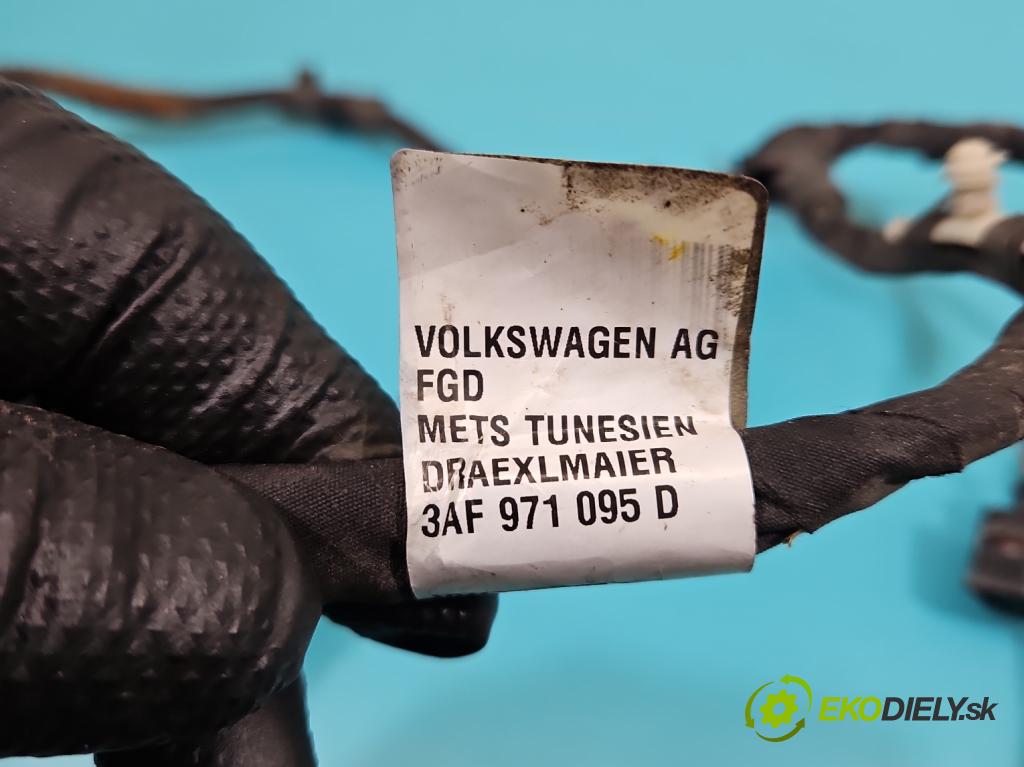 VOLKSWAGEN AG
FGD
METS TUNESIEN
DRAEXLMAIER
3AF 971 095 D
EKODIELY.sk